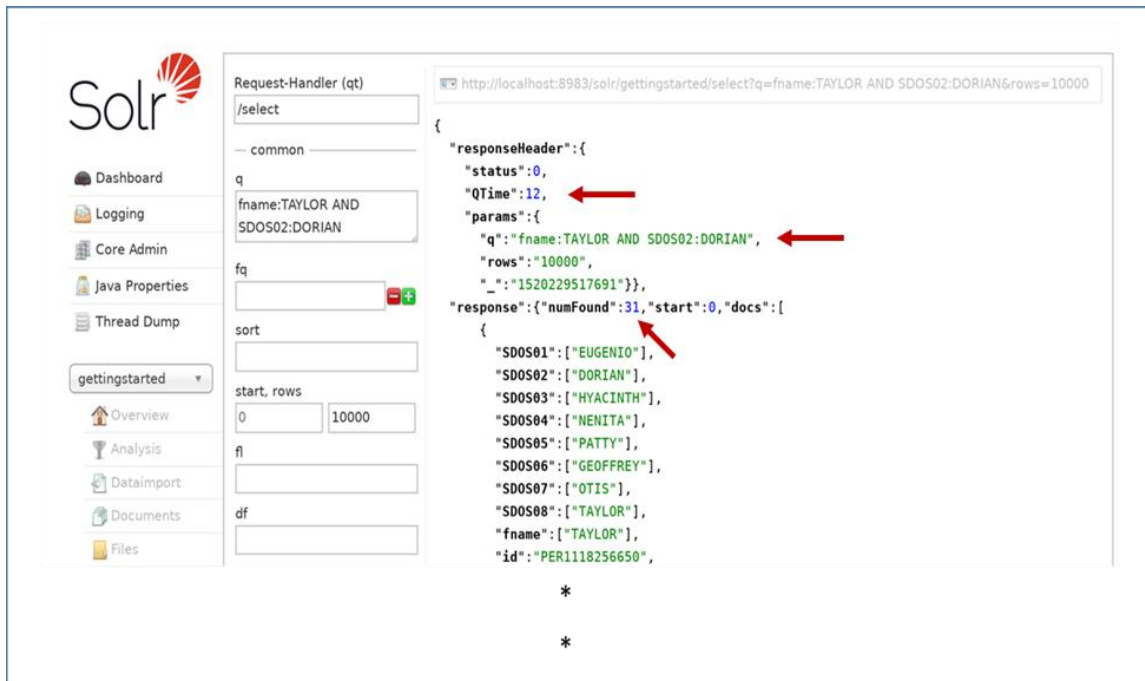 Solr
Dashboard
Logging
Core Admin
Java Properties
Thread Dump
gettingstarted
Overview
Analysis
Dataimport
Documents
Files
Request-Handler (qt)
/select
common
q
fname:TAYLOR AND
SDOS02:DORIAN
fq
sort
start, rows
0 10000
fl
df
http://localhost:8983/solr/gettingstarted/select?q=fname:TAYLOR AND SDOS02:DORIAN&rows=10000
{
"responseHeader":{
"status":0,
"QTime":12,
"params":{
"q":"fname:TAYLOR AND SDOS02:DORIAN",
"rows":"10000",
"_":"1520229517691"}},
"response":{"numFound":31,"start":0,"docs":[
{
"SDOS01":["EUGENIO"],
"SDOS02":["DORIAN"],
"SDOS03":["HYACINTH"],
"SDOS04":["NENITA"],
"SDOS05":["PATTY"],
"SDOS06":["GEOFFREY"],
"SDOS07":["OTIS"],
"SDOS08":["TAYLOR"],
"fname":["TAYLOR"],
"id":"PER1118256650",
*
*